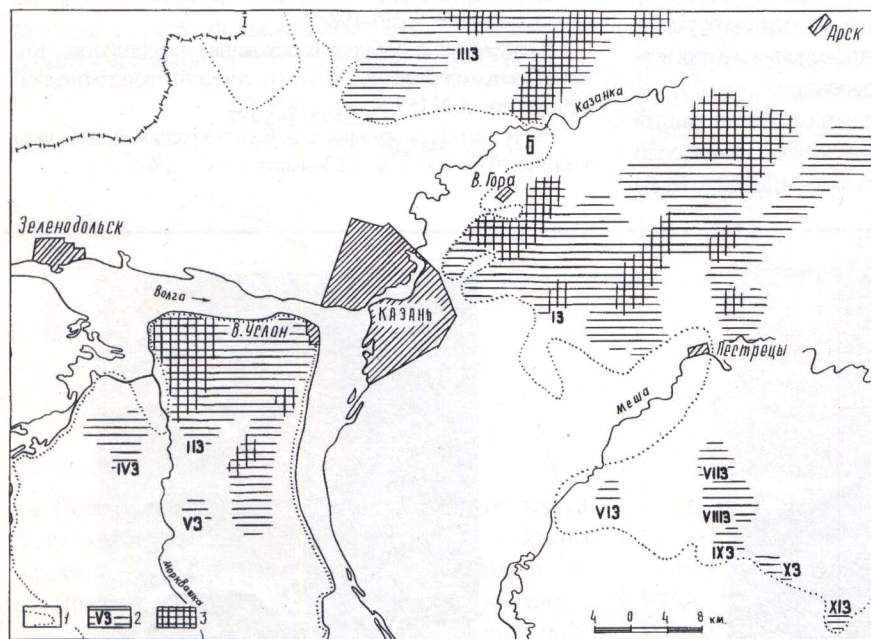 Арск
IIIЗ
Казанка
Б
В. Гора
Зеленодольск
Волга
КАЗАНЬ
IЗ
В. Услон
Пестрецы
Меша
IIЗ
IVЗ
VЗ
VIЗ
VIIЗ
VIIIЗ
IXЗ
XЗ
XIЗ
Морквашка
1 VЗ 2 3
4 0 4 8 км.